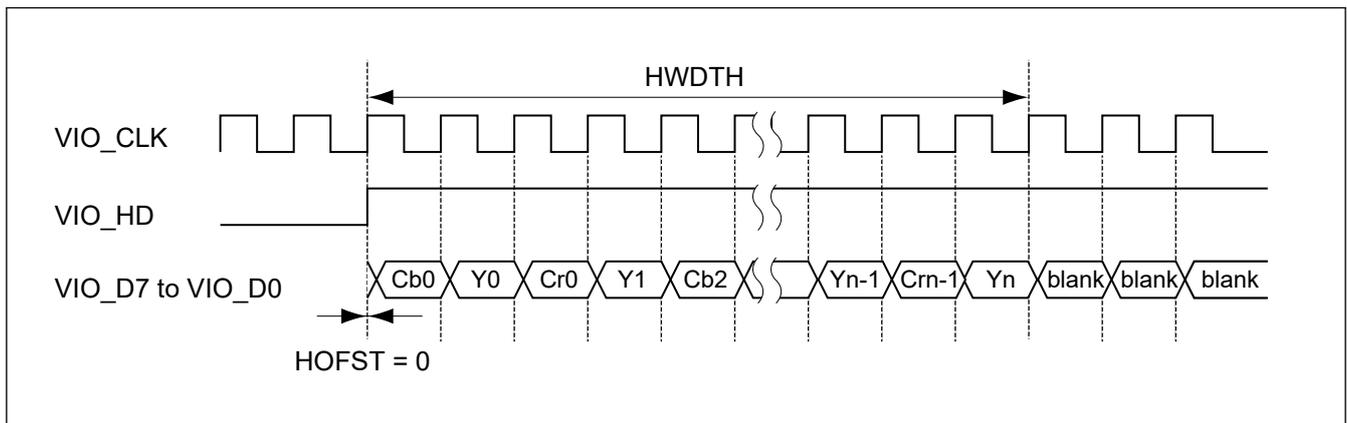 HWDTH
VIO_CLK
VIO_HD
VIO_D7 to VIO_D0 Cb0 Y0 Cr0 Y1 Cb2 Yn-1 Crn-1 Yn blank blank blank
HOFST = 0